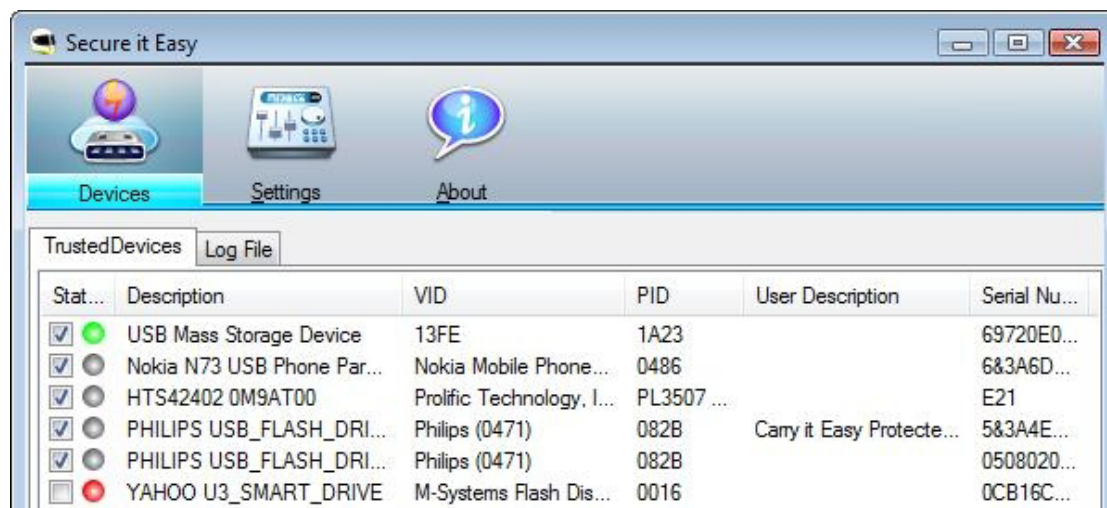 Secure it Easy
Devices Settings About
TrustedDevices Log File
Stat... Description VID PID User Description Serial Nu...
USB Mass Storage Device 13FE 1A23 69720E0...
Nokia N73 USB Phone Par... Nokia Mobile Phone... 0486 6&3A6D...
HTS42402 0M9AT00 Prolific Technology, I... PL3507 ... E21
PHILIPS USB_FLASH_DRI... Philips (0471) 082B Carry it Easy Protecte... 5&3A4E...
PHILIPS USB_FLASH_DRI... Philips (0471) 082B 0508020...
YAHOO U3_SMART_DRIVE M-Systems Flash Dis... 0016 0CB16C...